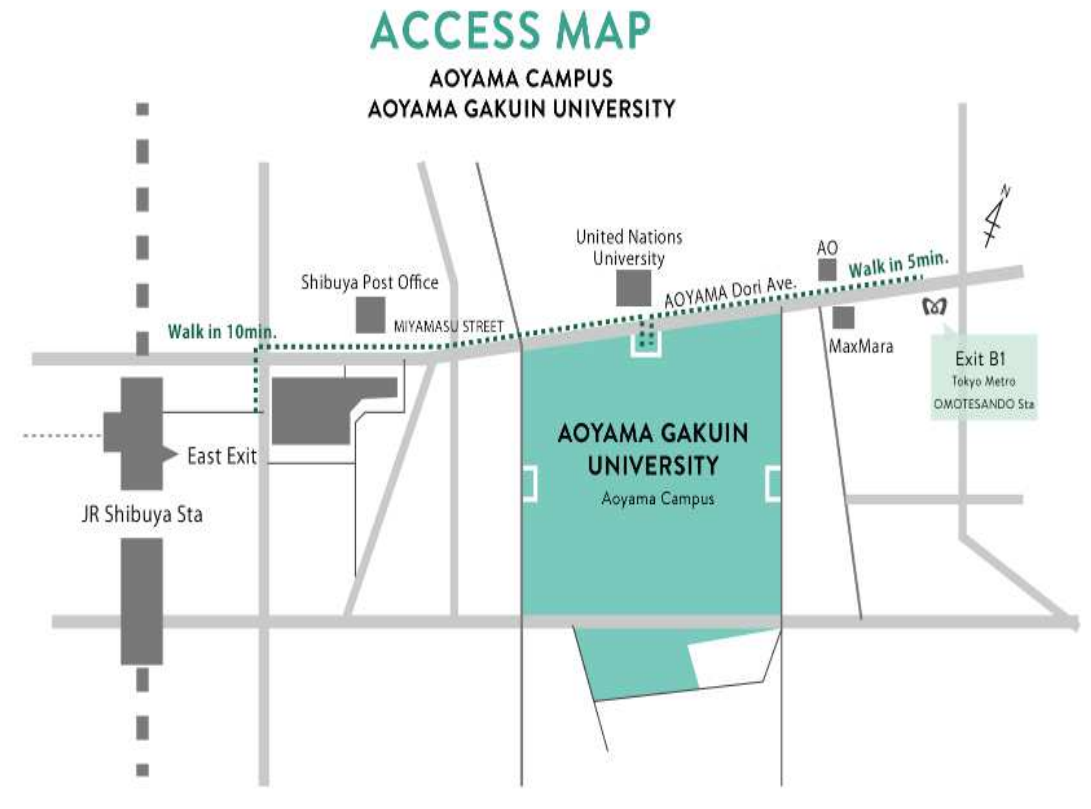 ACCESS MAP
AOYAMA CAMPUS
AOYAMA GAKUIN UNIVERSITY
N
United Nations
University
AO
Walk in 5min.
Shibuya Post Office
AOYAMA Dori Ave.
Walk in 10min.
MIYAMASU STREET
MaxMara
Exit B1
Tokyo Metro
OMOTESANDO Sta
AOYAMA GAKUIN
UNIVERSITY
Aoyama Campus
East Exit
JR Shibuya Sta